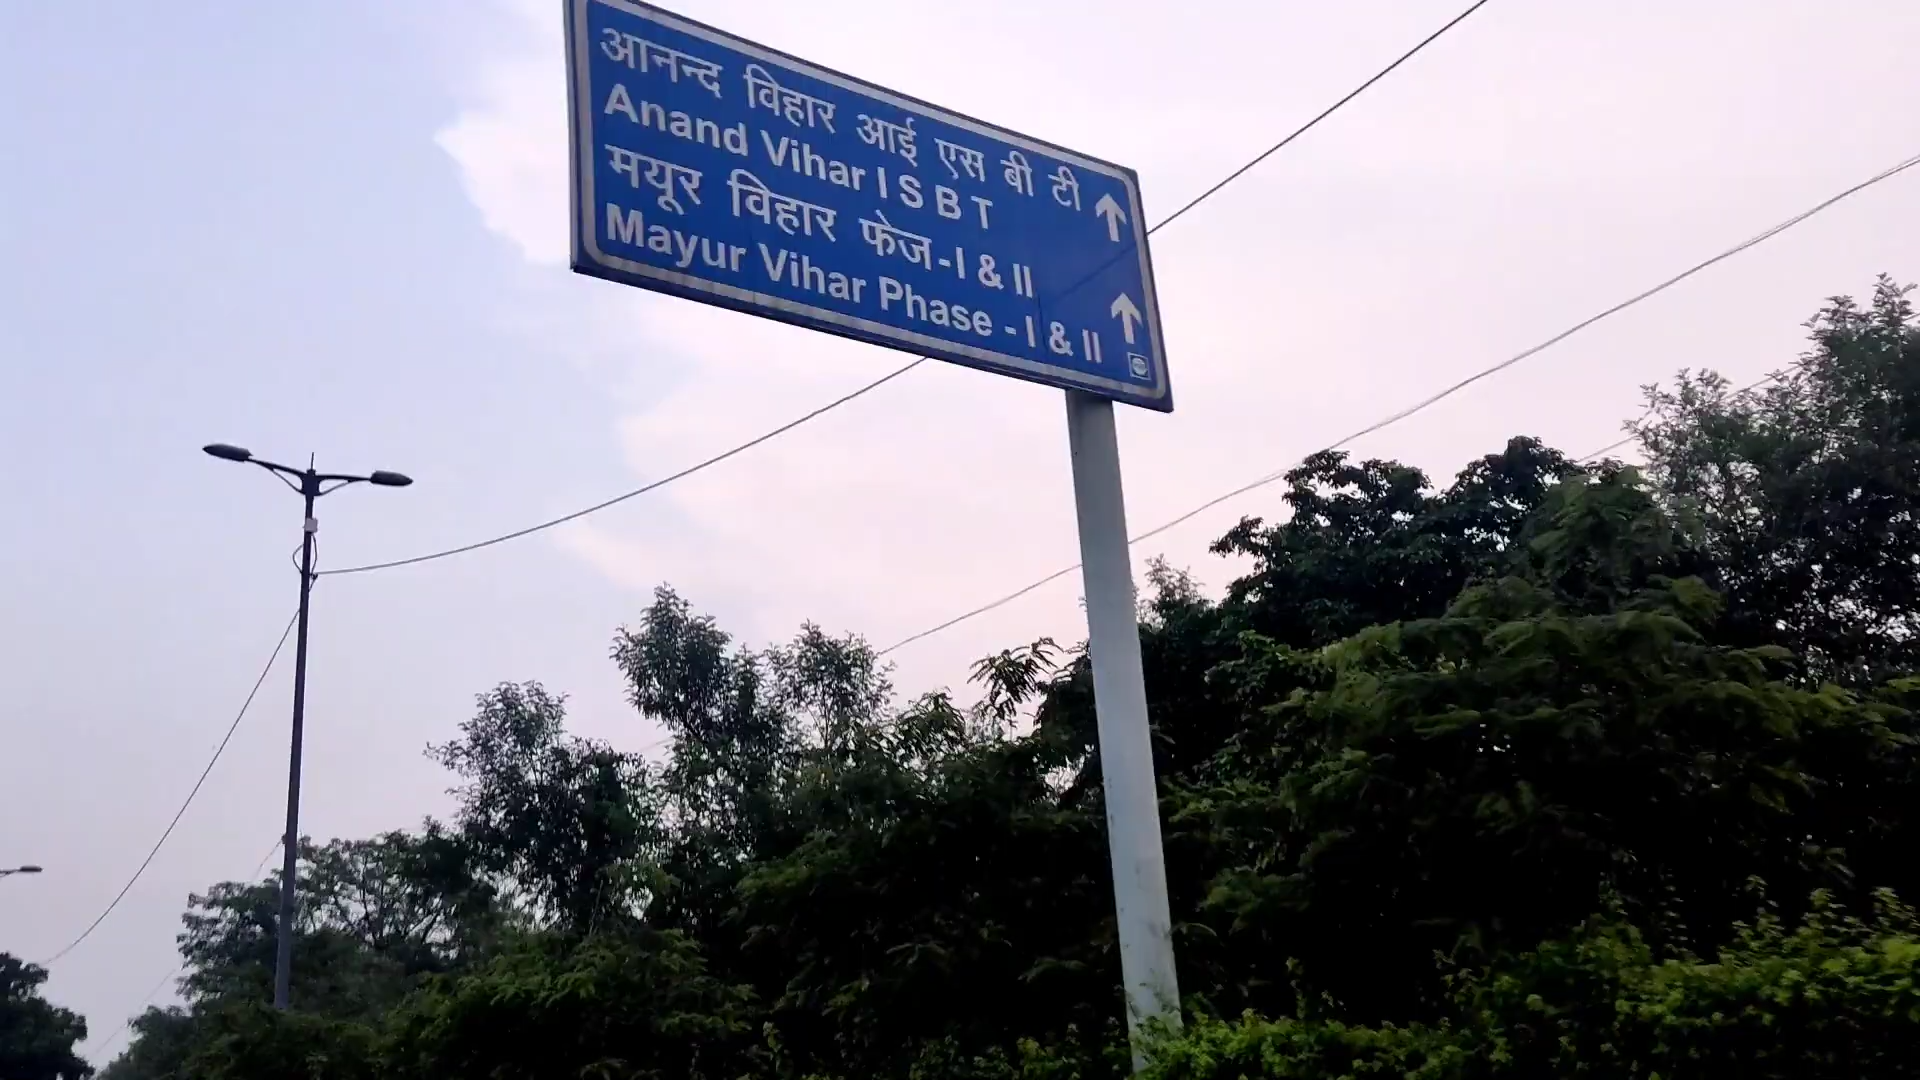 आनन्द विहार आई एस बी टी
Anand Vihar I S B T
मयूर विहार फेज-I & II
Mayur Vihar Phase - I & II